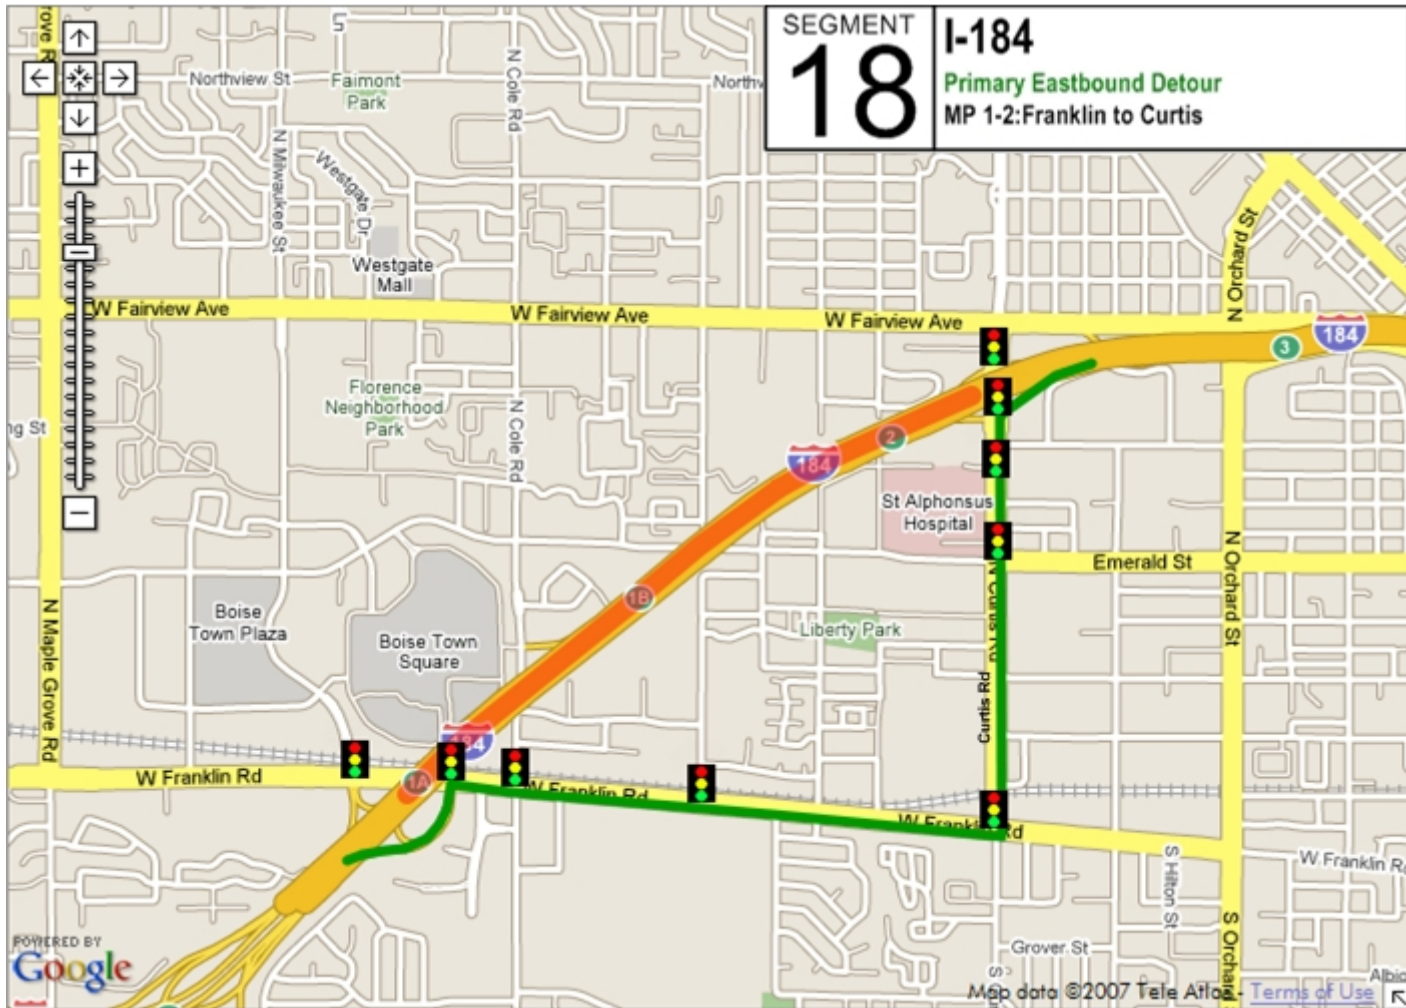 SEGMENT
18
I-184
Primary Eastbound Detour
MP 1-2:Franklin to Curtis
Northview St
Faimont
Park
N Cole Rd
N Milwaukee St
Westgate Dr
Westgate
Mall
W Fairview Ave
W Fairview Ave
W Fairview Ave
N Orchard St
184
3
Florence
Neighborhood
Park
N Cole Rd
2
184
St Alphonsus
Hospital
Emerald St
N Orchard St
N Curtis Rd
Curtis Rd
N Maple Grove Rd
Boise
Town Plaza
Boise Town
Square
1B
Liberty Park
184
1A
W Franklin Rd
W Franklin Rd
W Franklin Rd
W Franklin Rd
S Hilton St
S Orchard
Grover St
POWERED BY
Google
Map data ©2007 Tele Atlas - Terms of Use